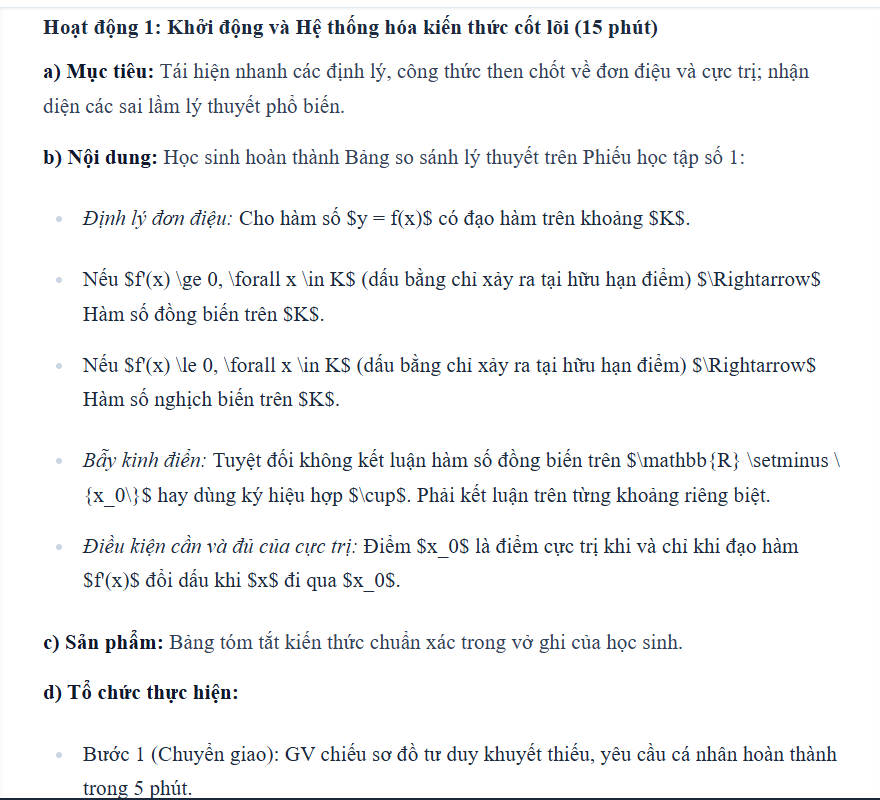 Hoạt động 1: Khởi động và Hệ thống hóa kiến thức cốt lõi (15 phút)
a) Mục tiêu: Tái hiện nhanh các định lý, công thức then chốt về đơn điệu và cực trị; nhận
diện các sai lầm lý thuyết phổ biến.
b) Nội dung: Học sinh hoàn thành Bảng so sánh lý thuyết trên Phiếu học tập số 1:
Định lý đơn điệu: Cho hàm số $y = f(x)$ có đạo hàm trên khoảng $K$.
Nếu $f'(x) \ge 0, \forall x \in K$ (dấu bằng chỉ xảy ra tại hữu hạn điểm) $\Rightarrow$
Hàm số đồng biến trên $K$.
Nếu $f'(x) \le 0, \forall x \in K$ (dấu bằng chỉ xảy ra tại hữu hạn điểm) $\Rightarrow$
Hàm số nghịch biến trên $K$.
Bẫy kinh điển: Tuyệt đối không kết luận hàm số đồng biến trên $\mathbb{R} \setminus \
{x_0\}$ hay dùng ký hiệu hợp $\cup$. Phải kết luận trên từng khoảng riêng biệt.
Điều kiện cần và đủ của cực trị: Điểm $x_0$ là điểm cực trị khi và chỉ khi đạo hàm
$f'(x)$ đổi dấu khi $x$ đi qua $x_0$.
c) Sản phẩm: Bảng tóm tắt kiến thức chuẩn xác trong vở ghi của học sinh.
d) Tổ chức thực hiện:
Bước 1 (Chuyển giao): GV chiếu sơ đồ tư duy khuyết thiếu, yêu cầu cá nhân hoàn thành
trong 5 phút.